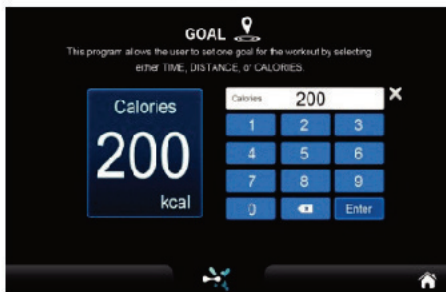 GOAL
This program allows the user to set one goal for the workout by selecting
either TIME, DISTANCE, or CALORIES.
Calories
200
kcal
Calories 200
1 2 3
4 5 6
7 8 9
0 Enter